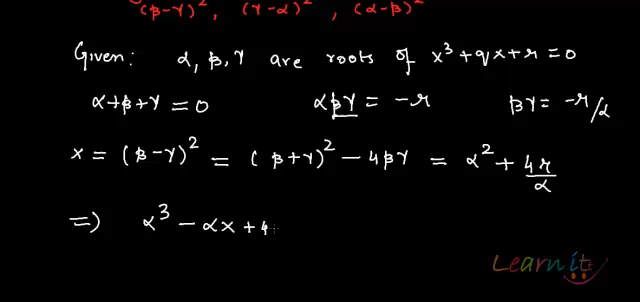 (β-γ)², (γ-α)², (α-β)²
Given: α, β, γ are roots of x³ + qx + r = 0
α+β+γ = 0 αβγ = -r βγ = -r/α
x = (β-γ)² = (β+γ)² - 4βγ = α² + 4r/α
⇒) α³ - αx + 4
Learnit